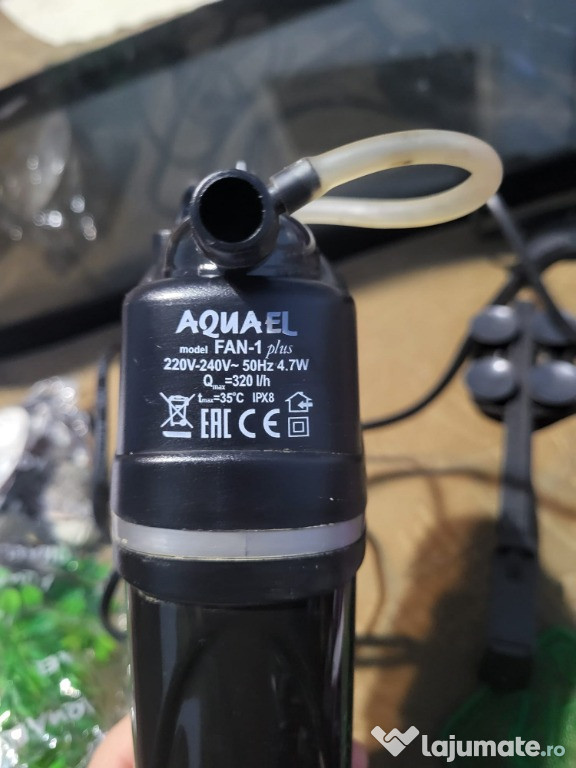 AQUAEL
model FAN-1 plus
220V-240V~ 50Hz 4.7W
Qmax=320 l/h
tmax=35°C IPX8
EAC CE
lajumate.ro